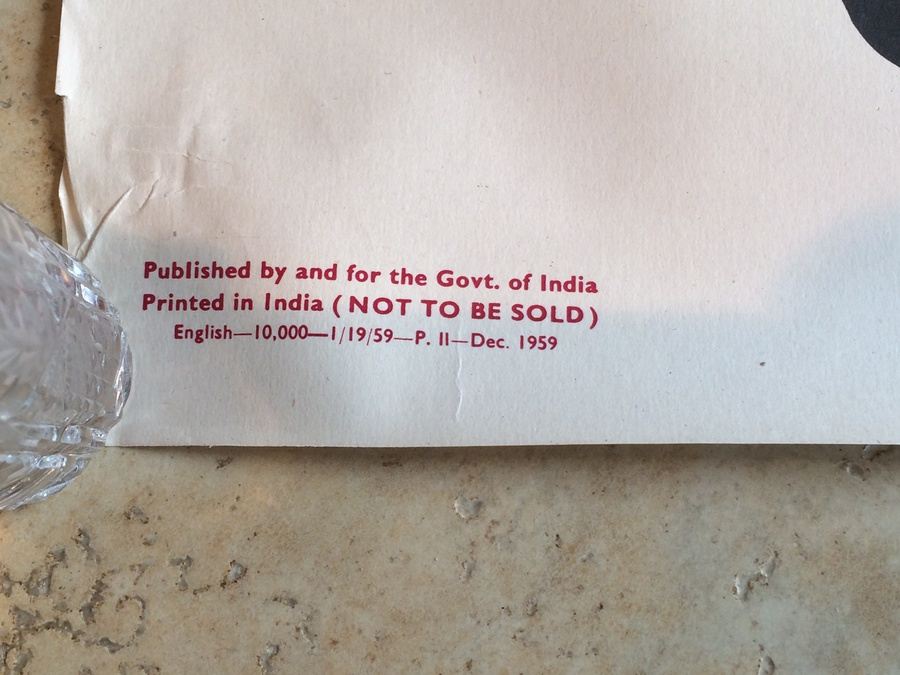 Published by and for the Govt. of India
Printed in India (NOT TO BE SOLD)
English—10,000—1/19/59—P. II—Dec. 1959